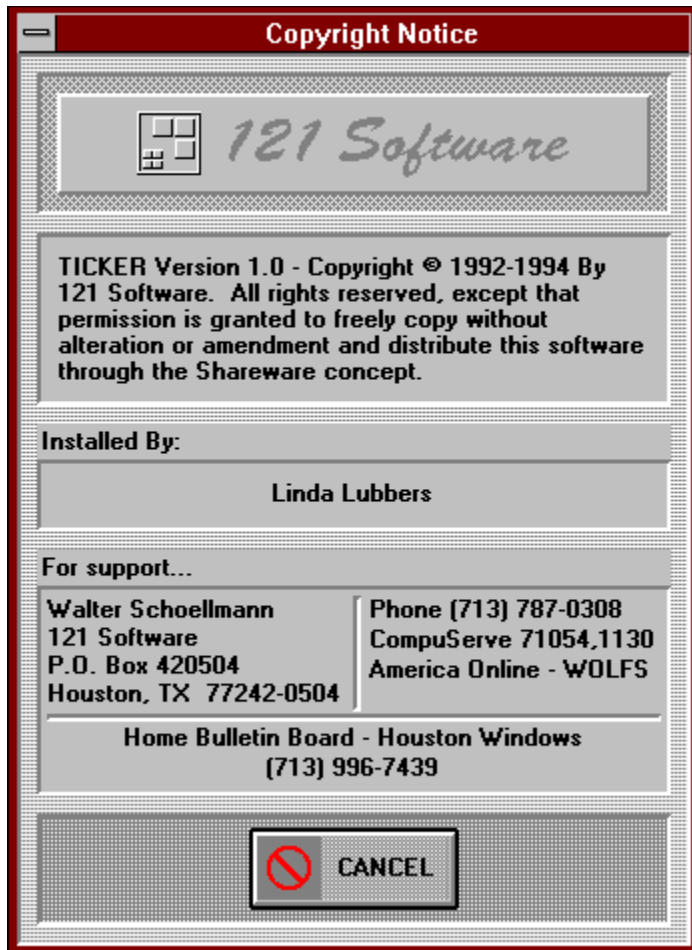 Copyright Notice
121 Software
TICKER Version 1.0 - Copyright © 1992-1994 By
121 Software.  All rights reserved, except that
permission is granted to freely copy without
alteration or amendment and distribute this software
through the Shareware concept.
Installed By:
Linda Lubbers
For support...
Walter Schoellmann
121 Software
P.O. Box 420504
Houston, TX  77242-0504
Phone (713) 787-0308
CompuServe 71054,1130
America Online - WOLFS
Home Bulletin Board - Houston Windows
(713) 996-7439
CANCEL